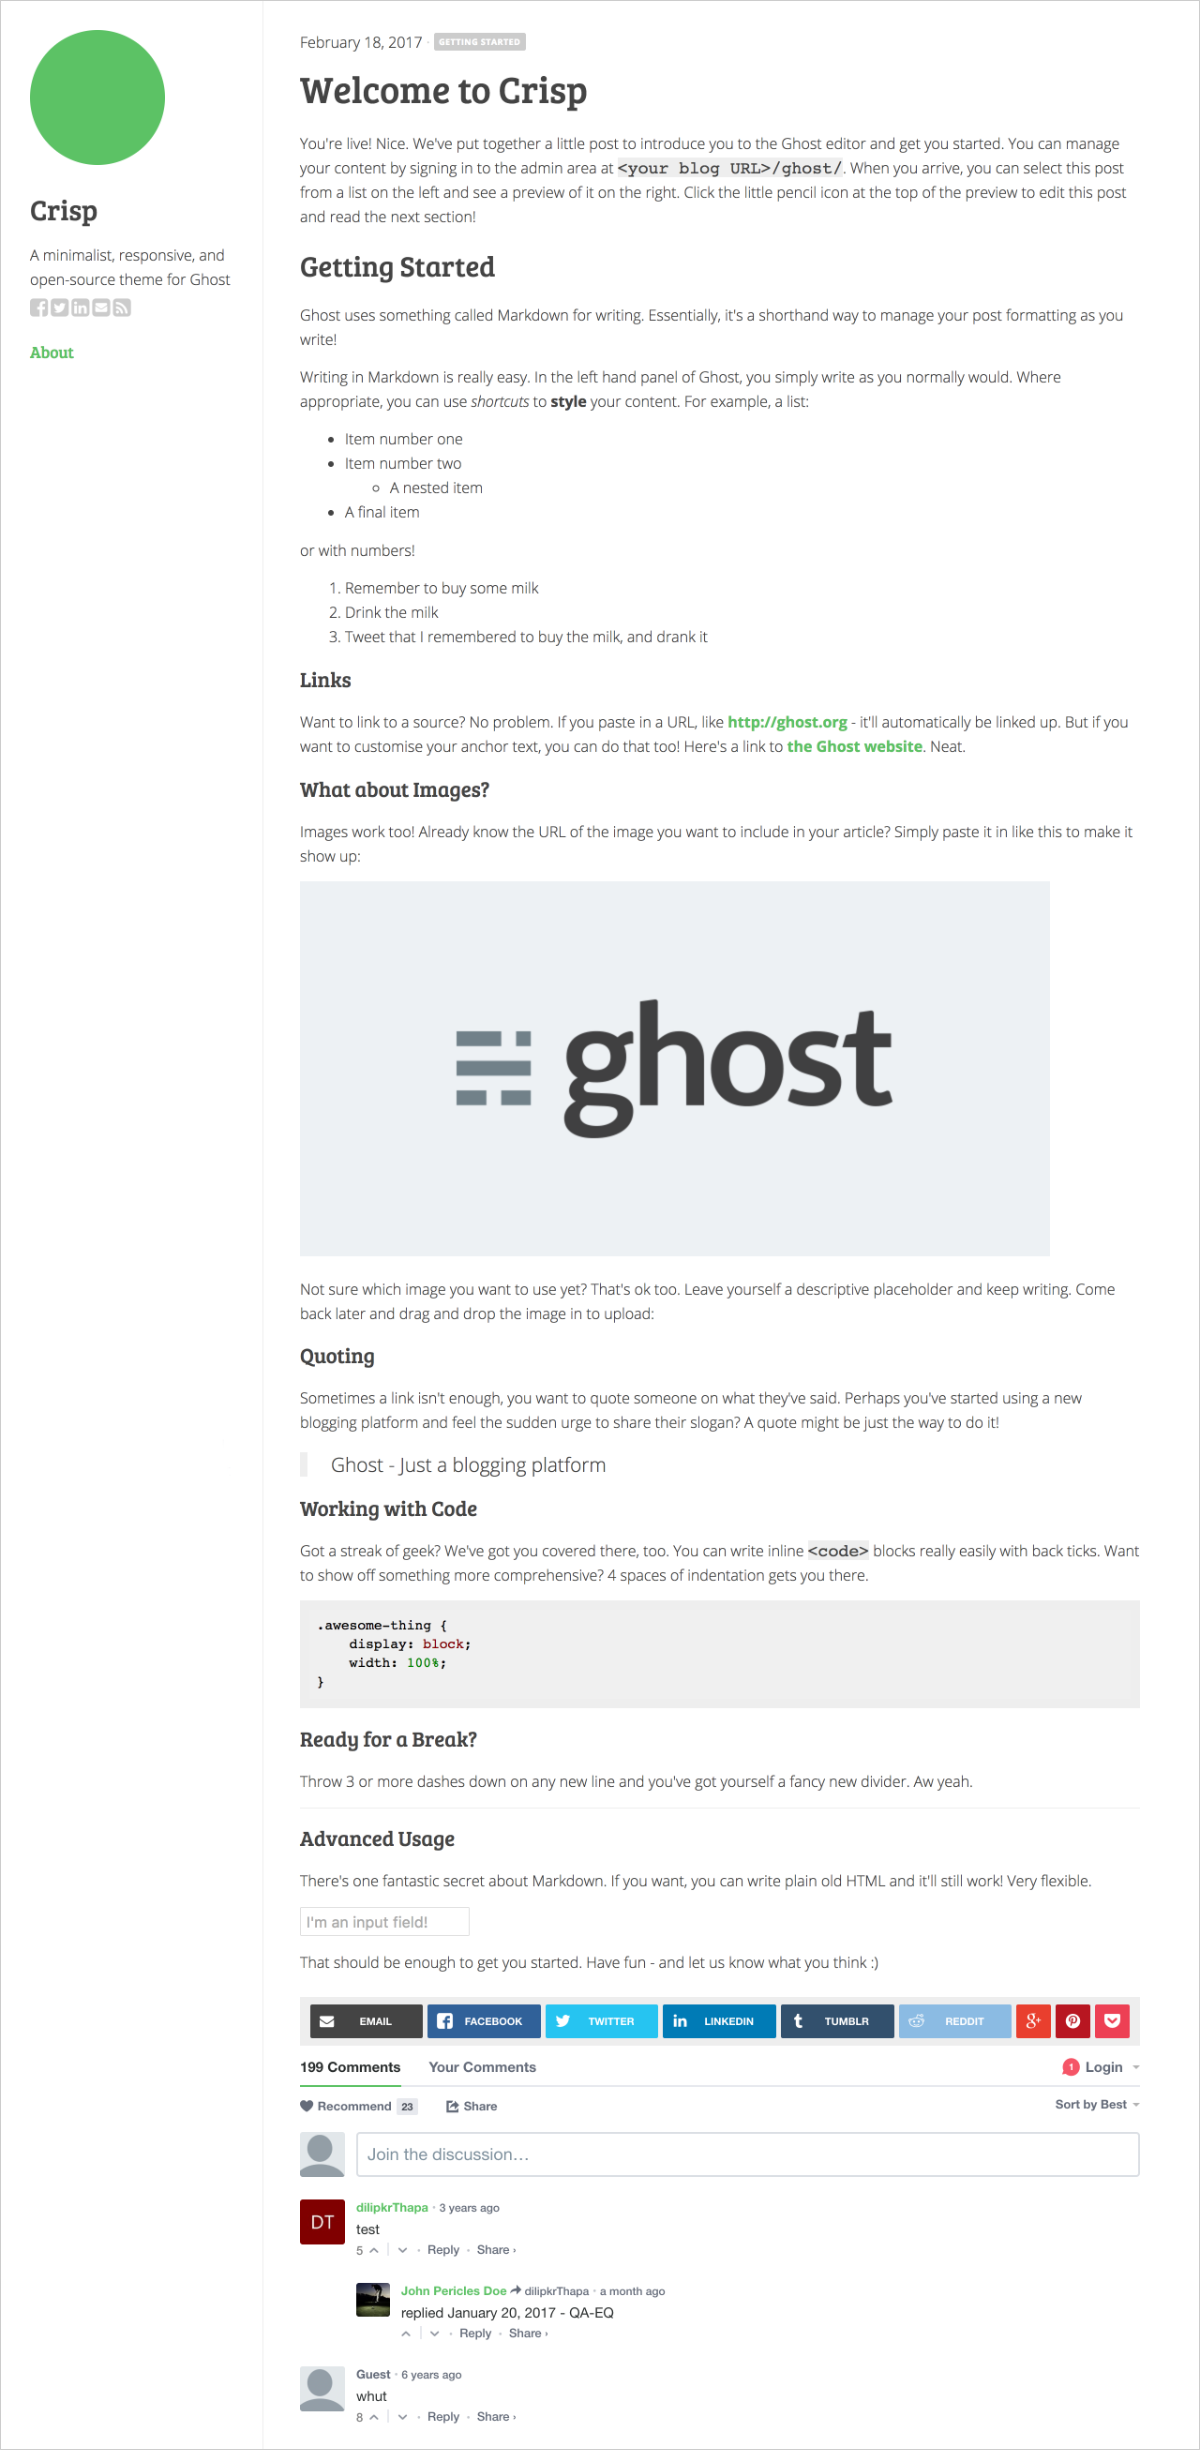 Crisp
A minimalist, responsive, and
open-source theme for Ghost
About
February 18, 2017 · GETTING STARTED
Welcome to Crisp
You're live! Nice. We've put together a little post to introduce you to the Ghost editor and get you started. You can manage
your content by signing in to the admin area at <your blog URL>/ghost/. When you arrive, you can select this post
from a list on the left and see a preview of it on the right. Click the little pencil icon at the top of the preview to edit this post
and read the next section!
Getting Started
Ghost uses something called Markdown for writing. Essentially, it's a shorthand way to manage your post formatting as you
write!
Writing in Markdown is really easy. In the left hand panel of Ghost, you simply write as you normally would. Where
appropriate, you can use shortcuts to style your content. For example, a list:
• Item number one
• Item number two
◦ A nested item
• A final item
or with numbers!
1. Remember to buy some milk
2. Drink the milk
3. Tweet that I remembered to buy the milk, and drank it
Links
Want to link to a source? No problem. If you paste in a URL, like http://ghost.org - it'll automatically be linked up. But if you
want to customise your anchor text, you can do that too! Here's a link to the Ghost website. Neat.
What about Images?
Images work too! Already know the URL of the image you want to include in your article? Simply paste it in like this to make it
show up:
ghost
Not sure which image you want to use yet? That's ok too. Leave yourself a descriptive placeholder and keep writing. Come
back later and drag and drop the image in to upload:
Quoting
Sometimes a link isn't enough, you want to quote someone on what they've said. Perhaps you've started using a new
blogging platform and feel the sudden urge to share their slogan? A quote might be just the way to do it!
Ghost - Just a blogging platform
Working with Code
Got a streak of geek? We've got you covered there, too. You can write inline <code> blocks really easily with back ticks. Want
to show off something more comprehensive? 4 spaces of indentation gets you there.
.awesome-thing {
    display: block;
    width: 100%;
}
Ready for a Break?
Throw 3 or more dashes down on any new line and you've got yourself a fancy new divider. Aw yeah.
Advanced Usage
There's one fantastic secret about Markdown. If you want, you can write plain old HTML and it'll still work! Very flexible.
I'm an input field!
That should be enough to get you started. Have fun - and let us know what you think :)
EMAIL FACEBOOK TWITTER LINKEDIN TUMBLR REDDIT
199 Comments Your Comments 1 Login
Recommend 23 Share Sort by Best
Join the discussion…
DT dilipkrThapa · 3 years ago
test
5 · Reply · Share ›
John Pericles Doe dilipkrThapa · a month ago
replied January 20, 2017 - QA-EQ
· Reply · Share ›
Guest · 6 years ago
whut
8 · Reply · Share ›